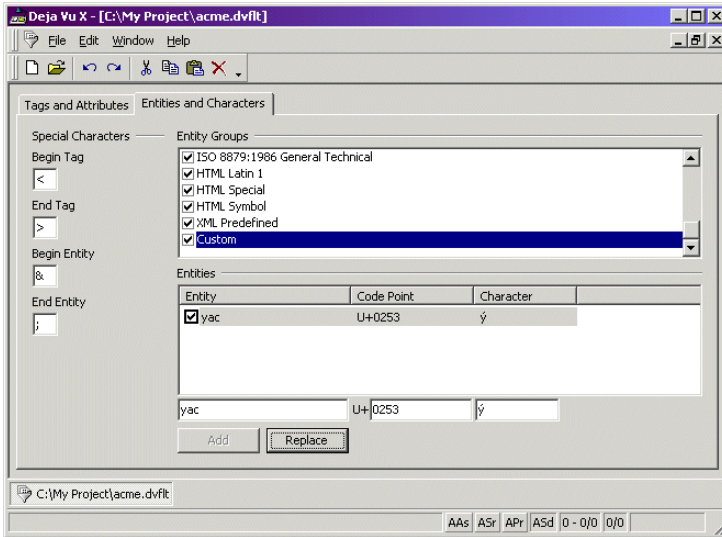 Deja Vu X - [C:\My Project\acme.dvflt]
File Edit Window Help
Tags and Attributes Entities and Characters
Special Characters
Begin Tag
<
End Tag
>
Begin Entity
&
End Entity
;
Entity Groups
ISO 8879:1986 General Technical
HTML Latin 1
HTML Special
HTML Symbol
XML Predefined
Custom
Entities
Entity Code Point Character
yac U+0253 ý
yac U+ 0253 ý
Add Replace
C:\My Project\acme.dvflt
AAs ASr APr ASd 0 - 0/0 0/0